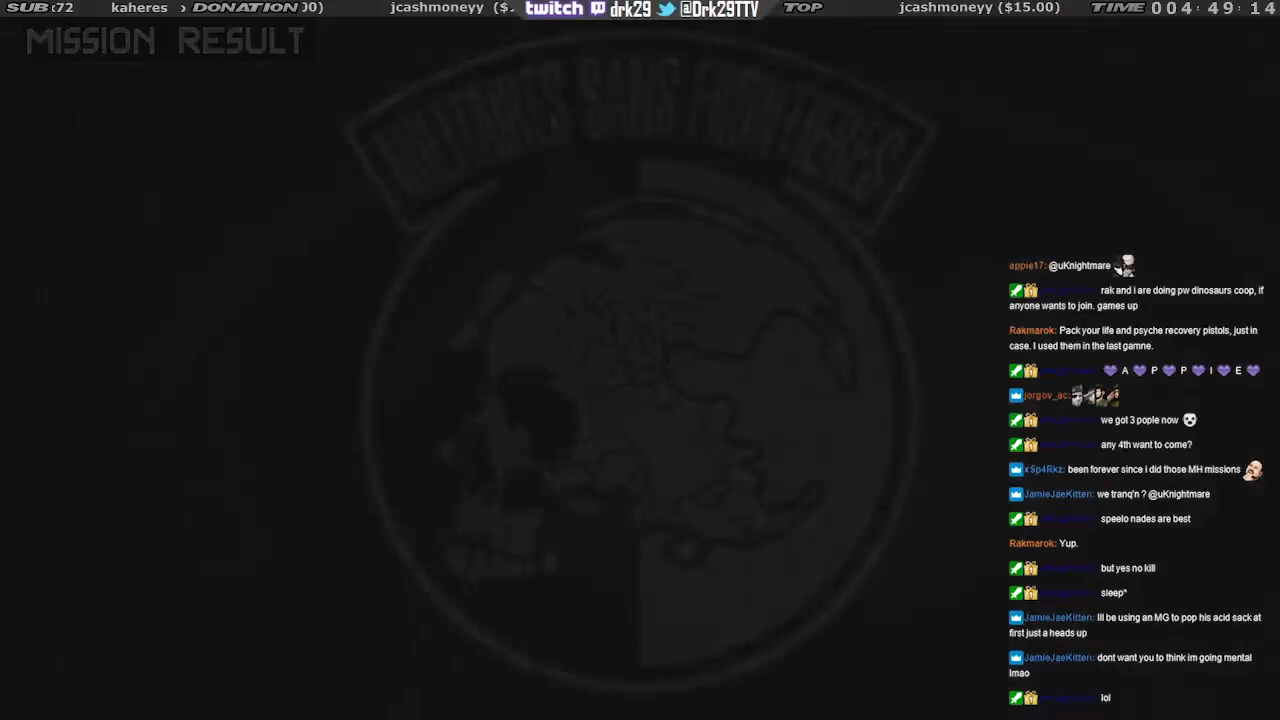 SUB :72 kaheres DONATION 00) jcashmoneyy ($. twitch drk29 @Drk29TTV TOP jcashmoneyy ($15.00) TIME 004:49:14
MISSION RESULT
MILITAIRES SANS FRONTIERES
appie17: @uKnightmare
rak and i are doing pw dinosaurs coop, if
anyone wants to join. games up
Rakmarok: Pack your life and psyche recovery pistols, just in
case. I used them in the last gamne.
A P P I E
jorgov_ac:
we got 3 pople now
any 4th want to come?
xSp4Rkz: been forever since i did those MH missions
JamieJaeKitten: we tranq'n ? @uKnightmare
speelo nades are best
Rakmarok: Yup.
but yes no kill
sleep*
JamieJaeKitten: Ill be using an MG to pop his acid sack at
first just a heads up
JamieJaeKitten: dont want you to think im going mental
lmao
lol